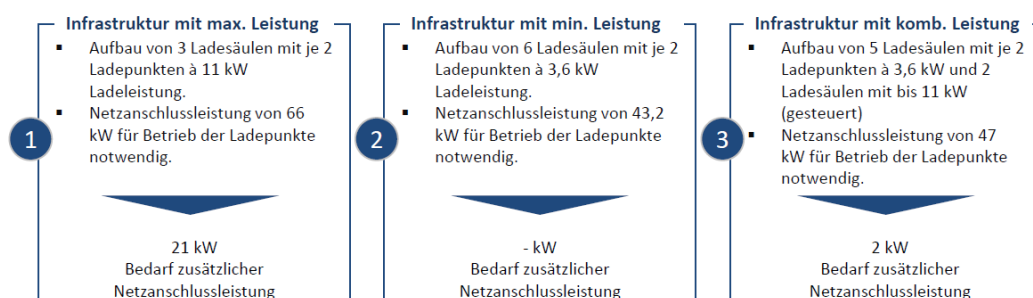 Infrastruktur mit max. Leistung
▪ Aufbau von 3 Ladesäulen mit je 2
Ladepunkten à 11 kW
Ladeleistung.
▪ Netzanschlussleistung von 66
kW für Betrieb der Ladepunkte
notwendig.
1
21 kW
Bedarf zusätzlicher
Netzanschlussleistung
Infrastruktur mit min. Leistung
▪ Aufbau von 6 Ladesäulen mit je 2
Ladepunkten à 3,6 kW
Ladeleistung.
▪ Netzanschlussleistung von 43,2
kW für Betrieb der Ladepunkte
notwendig.
2
- kW
Bedarf zusätzlicher
Netzanschlussleistung
Infrastruktur mit komb. Leistung
▪ Aufbau von 5 Ladesäulen mit je 2
Ladepunkten à 3,6 kW und 2
Ladesäulen mit bis 11 kW
(gesteuert)
▪ Netzanschlussleistung von 47
kW für Betrieb der Ladepunkte
notwendig.
3
2 kW
Bedarf zusätzlicher
Netzanschlussleistung